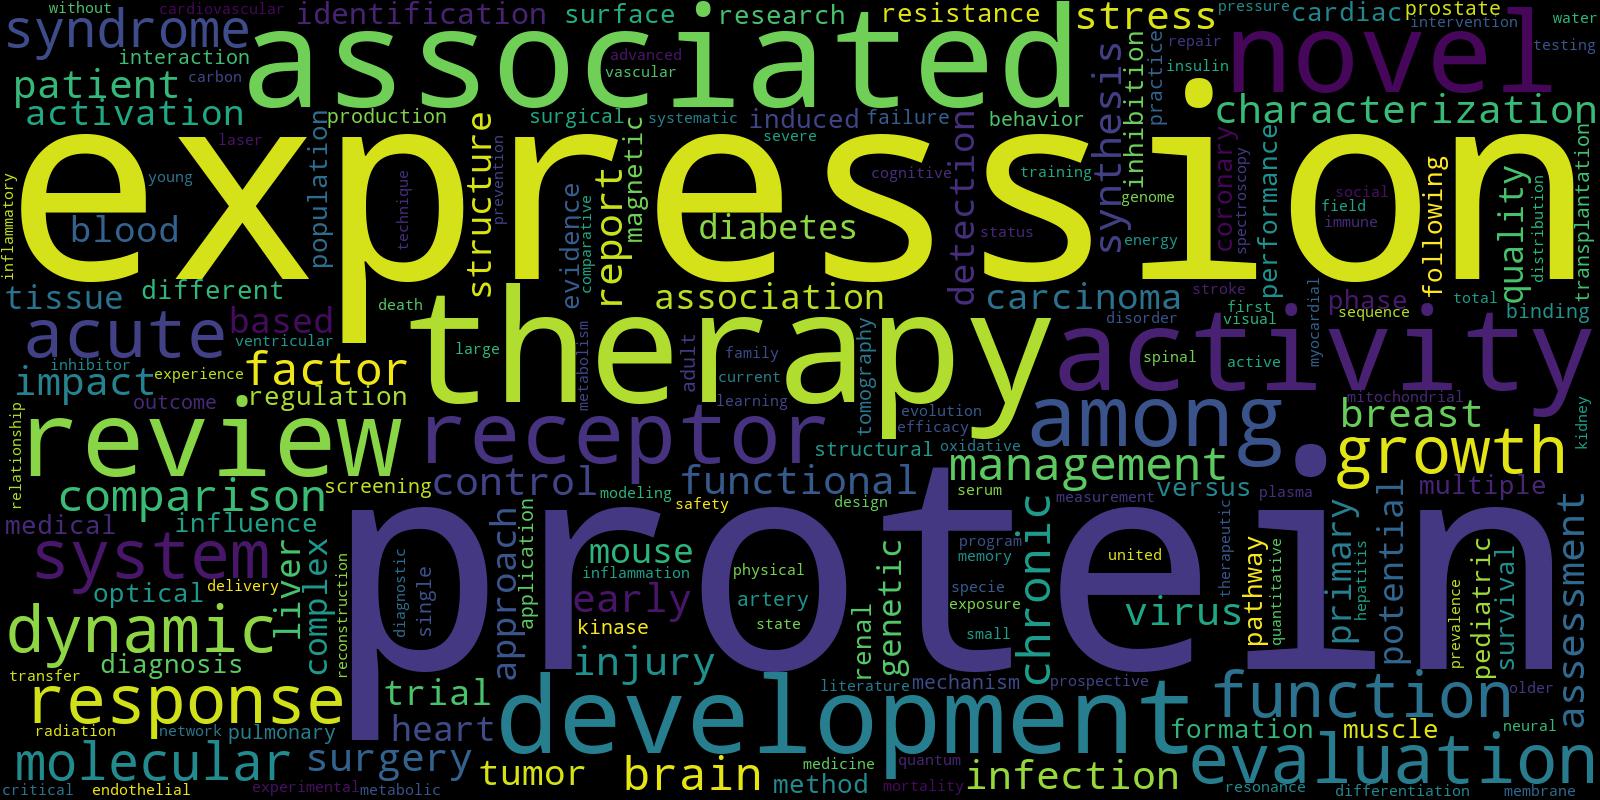 without
cardiovascular
identification
surface
research
resistance
stress
pressure
cardiac
prostate
intervention
water
syndrome
associated
novel
interaction
advanced
vascular
repair
insulin
testing
patient
carbon
activation
characterization
production
surgical
systematic
induced
failure
behavior
synthesis
inhibition
practice
laser
severe
population
structure
prevention
expression
young
technique
magnetic
report
evidence
comparative
cognitive
training
detection
genome
coronary
spectroscopy
performance
social
field
immune
following
quality
distribution
transplantation
inflammatory
blood
diabetes
status
energy
tissue
different
death
association
carcinoma
stroke
first
visual
phase
sequence
total
binding
acute
based
ventricular
therapy
large
metabolism
adult
family
current
learning
tomography
disorder
activity
spinal
active
myocardial
inhibitor
impact
experience
factor
regulation
outcome
mitochondrial
review
receptor
evolution
efficacy
among
breast
kidney
relationship
structural
oxidative
growth
comparison
screening
control
modeling
functional
safety
design
management
serum
measurement
versus
plasma
multiple
medical
influence
system
protein
approach
application
mouse
inflammation
physical
program
memory
united
chronic
therapeutic
pathway
quantitative
primary
hepatitis
potential
prevalence
pediatric
survival
assessment
optical
delivery
liver
complex
reconstruction
diagnostic
single
early
artery
kinase
state
renal
genetic
specie
exposure
small
virus
dynamic
diagnosis
injury
transfer
response
trial
literature
mechanism
prospective
function
older
radiation
network
pulmonary
heart
development
formation
muscle
neural
molecular
surgery
tumor
brain
medicine
method
quantum
mortality
infection
evaluation
critical
endothelial
experimental
metabolic
resonance
differentiation
membrane